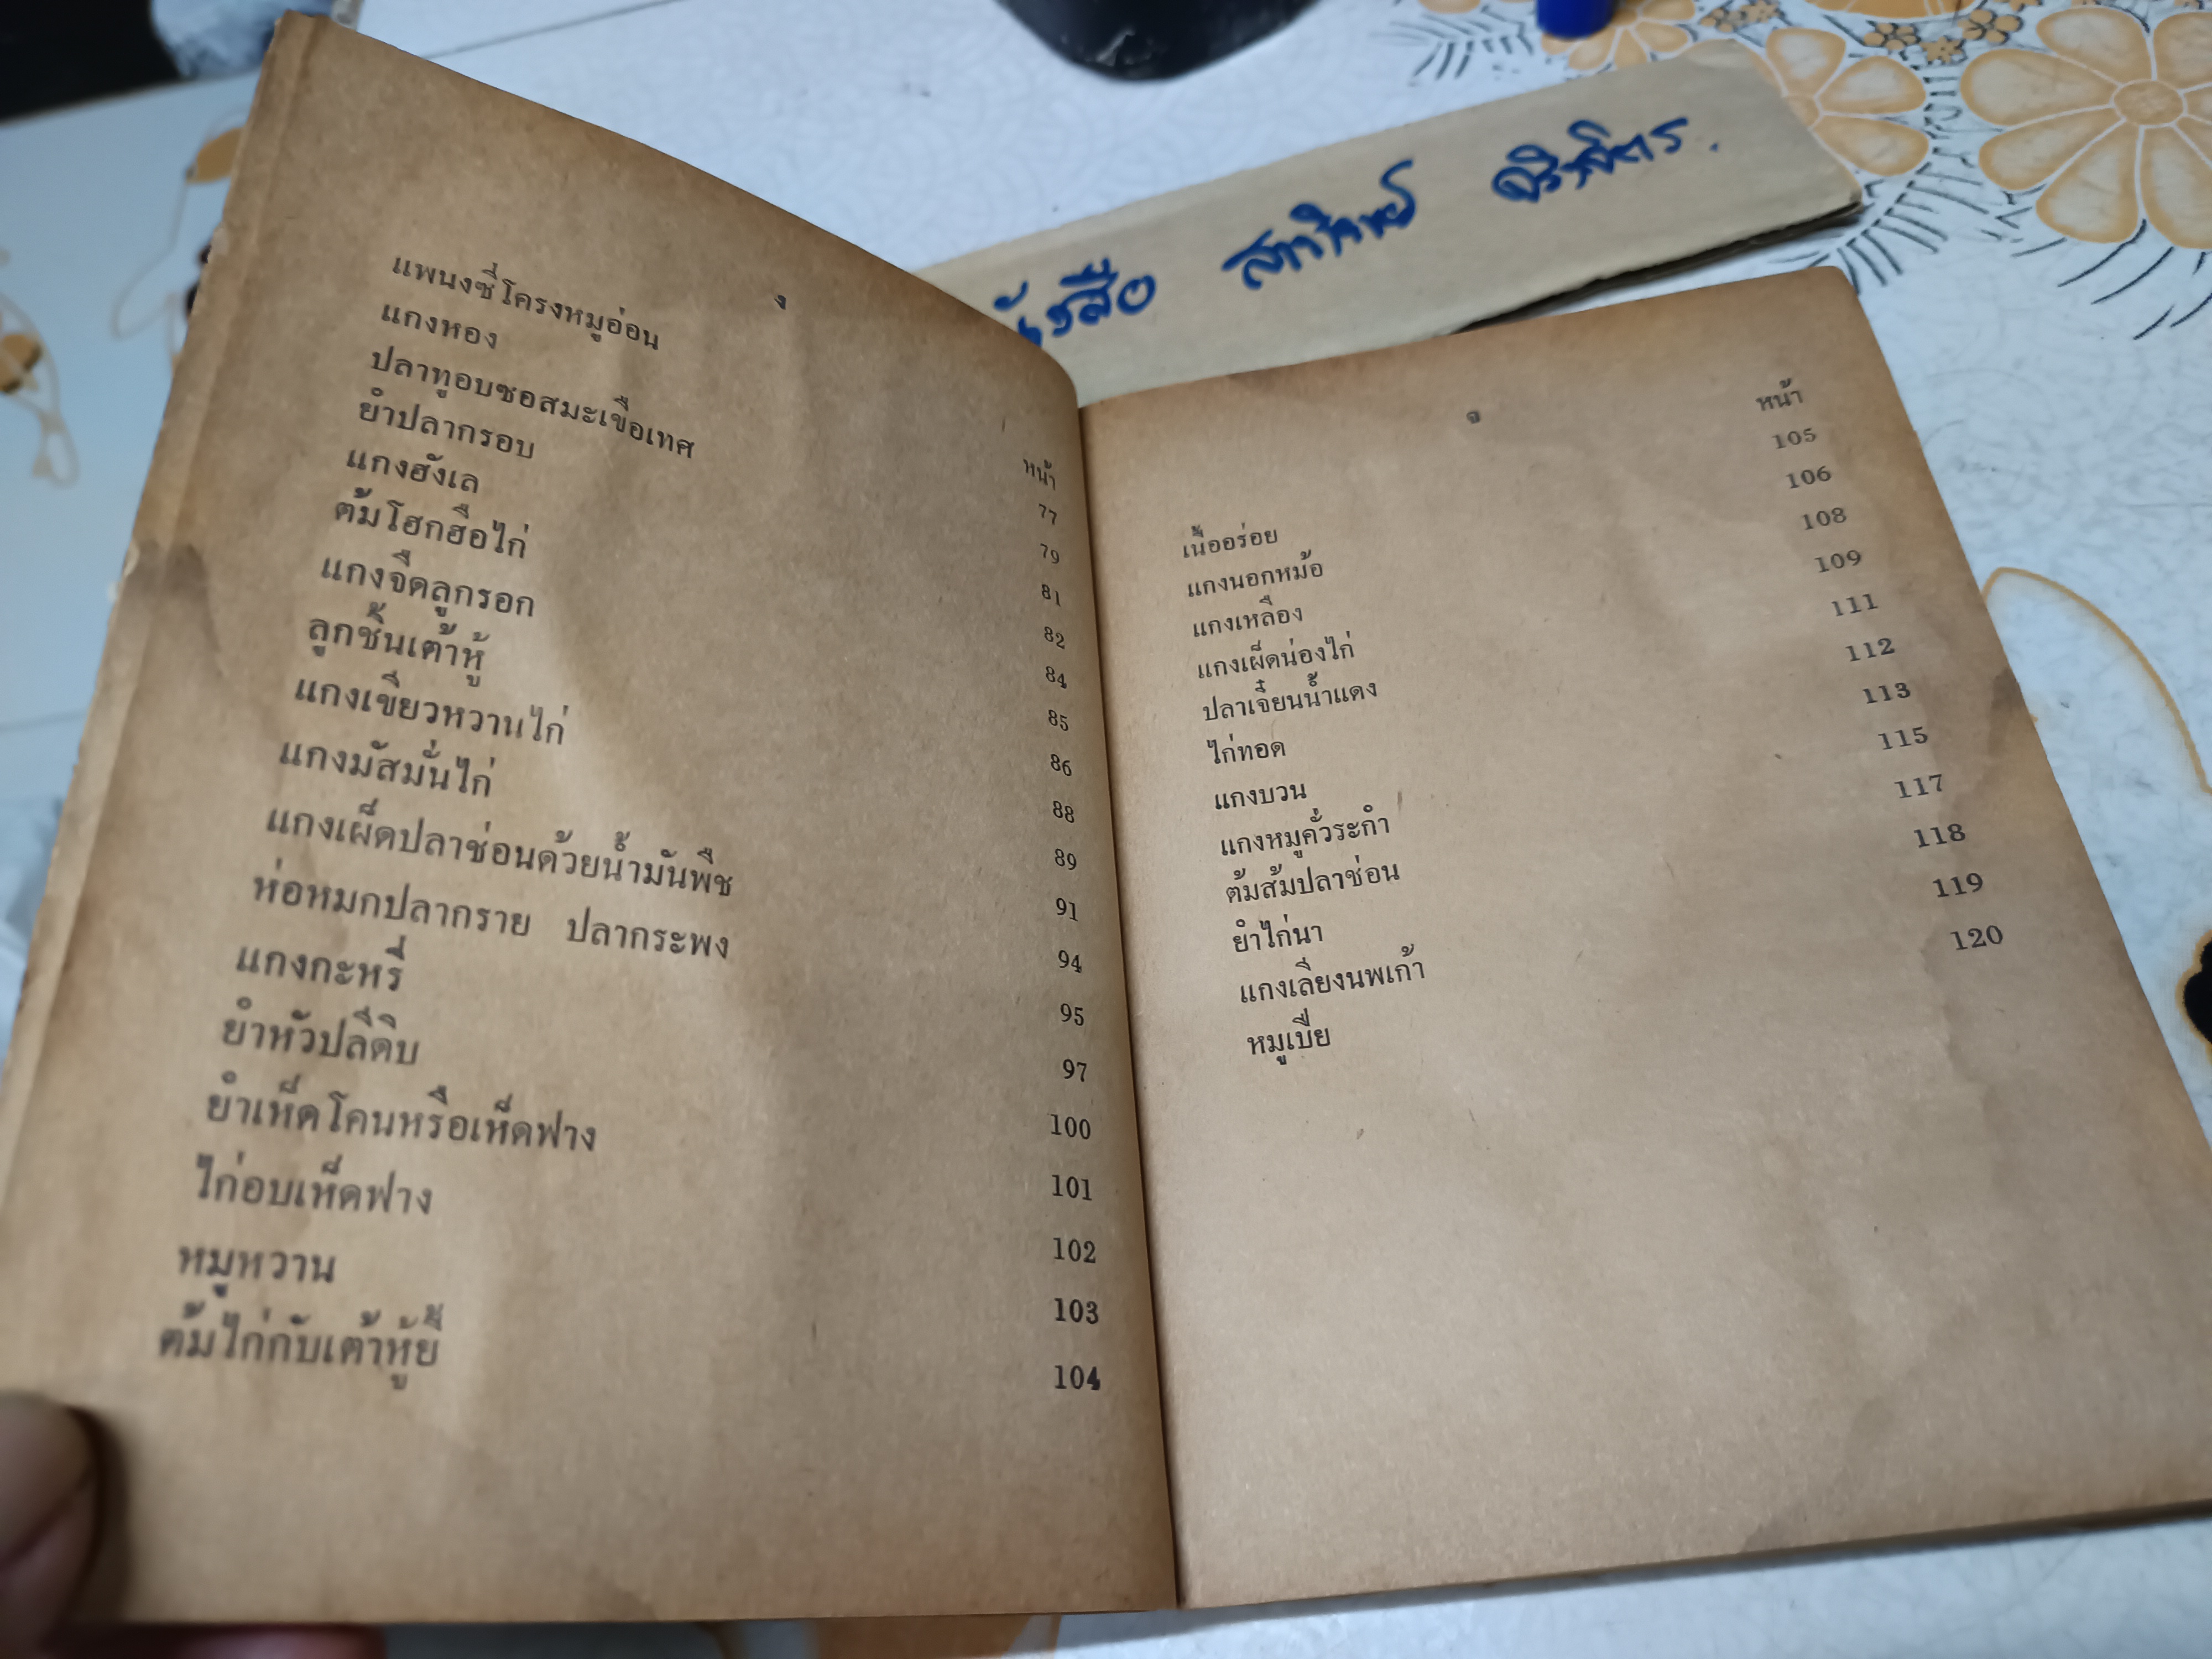 ง
หน้า
แพนงซี่โครงหมูอ่อน 77
แกงหอง 79
ปลาทูอบซอสมะเขือเทศ 81
ยำปลากรอบ 82
แกงฮังเล 84
ต้มโฮกฮือไก่ 85
แกงจืดลูกรอก 86
ลูกชิ้นเต้าหู้ 88
แกงเขียวหวานไก่ 89
แกงมัสมั่นไก่ 91
แกงเผ็ดปลาช่อนด้วยน้ำมันพืช 94
ห่อหมกปลากราย ปลากระพง 95
แกงกะหรี่ 97
ยำหัวปลีดิบ 100
ยำเห็ดโคนหรือเห็ดฟาง 101
ไก่อบเห็ดฟาง 102
หมูหวาน 103
ต้มไก่กับเต้าหู้ยี้ 104
จ
หน้า
เนื้ออร่อย 105
แกงนอกหม้อ 106
แกงเหลือง 108
แกงเผ็ดน่องไก่ 109
ปลาเจี๋ยนน้ำแดง 111
ไก่ทอด 112
แกงบวน 113
แกงหมูคั่วระกำ 115
ต้มส้มปลาช่อน 117
ยำไก่นา 118
แกงเลียงนพเก้า 119
หมูเบี่ย 120